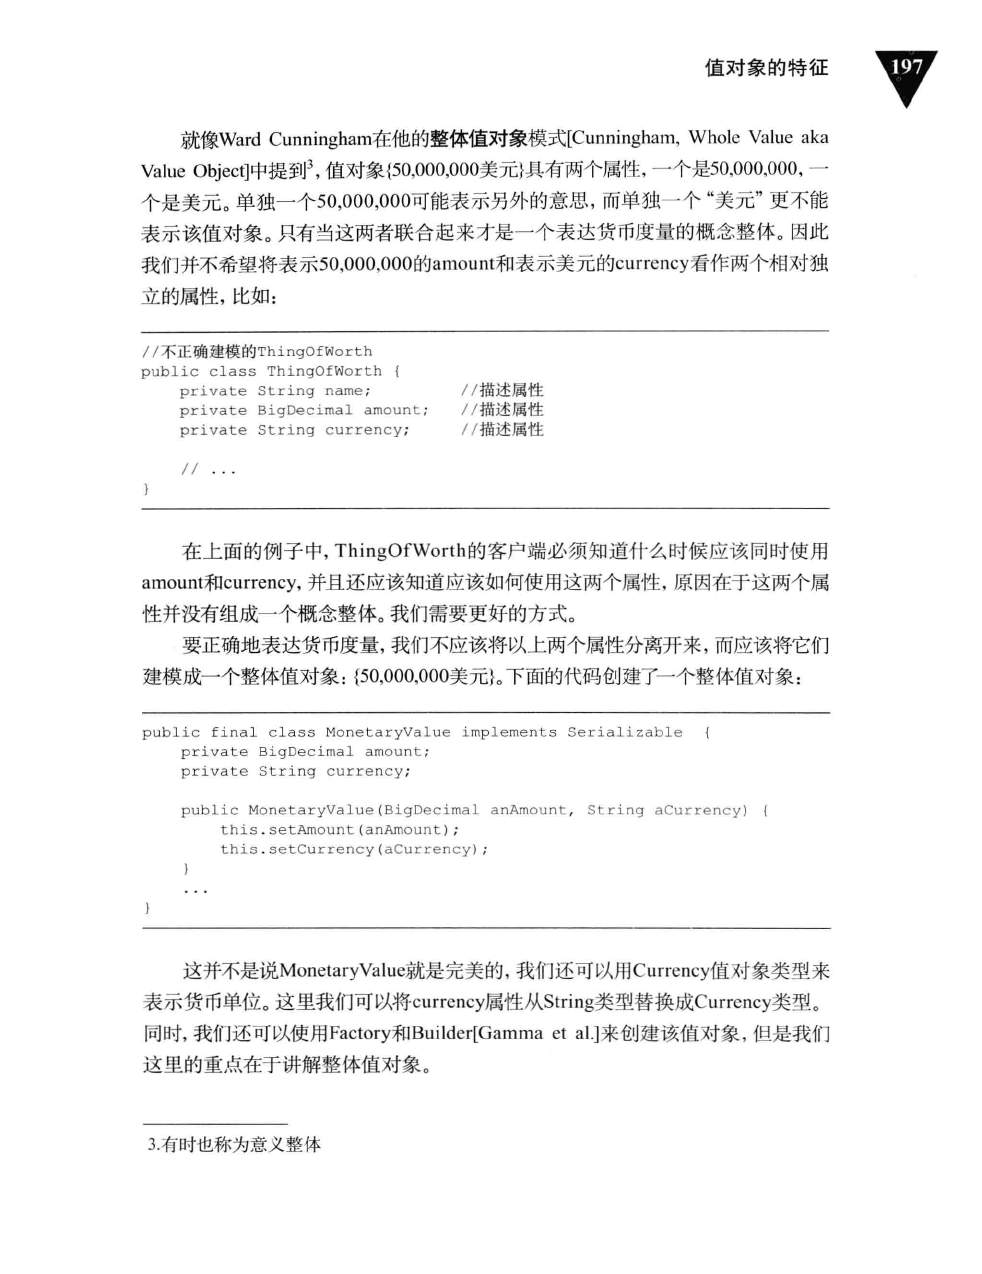 值对象的特征
197
就像Ward Cunningham在他的整体值对象模式[Cunningham, Whole Value aka
Value Object]中提到3, 值对象{50,000,000美元}具有两个属性, 一个是50,000,000, 一
个是美元。单独一个50,000,000可能表示另外的意思, 而单独一个“美元”更不能
表示该值对象。只有当这两者联合起来才是一个表达货币度量的概念整体。因此
我们并不希望将表示50,000,000的amount和表示美元的currency看作两个相对独
立的属性, 比如:
//不正确建模的ThingOfWorth
public class ThingOfWorth {
    private String name;         //描述属性
    private BigDecimal amount;   //描述属性
    private String currency;     //描述属性
    // ...
}
在上面的例子中, ThingOfWorth的客户端必须知道什么时候应该同时使用
amount和currency, 并且还应该知道应该如何使用这两个属性, 原因在于这两个属
性并没有组成一个概念整体。我们需要更好的方式。
要正确地表达货币度量, 我们不应该将以上两个属性分离开来, 而应该将它们
建模成一个整体值对象: {50,000,000美元}。下面的代码创建了一个整体值对象:
public final class MonetaryValue implements Serializable  {
    private BigDecimal amount;
    private String currency;
    public MonetaryValue(BigDecimal anAmount, String aCurrency) {
        this.setAmount(anAmount);
        this.setCurrency(aCurrency);
    }
    ...
}
这并不是说MonetaryValue就是完美的, 我们还可以用Currency值对象类型来
表示货币单位。这里我们可以将currency属性从String类型替换成Currency类型。
同时, 我们还可以使用Factory和Builder[Gamma et al.]来创建该值对象, 但是我们
这里的重点在于讲解整体值对象。
3.有时也称为意义整体